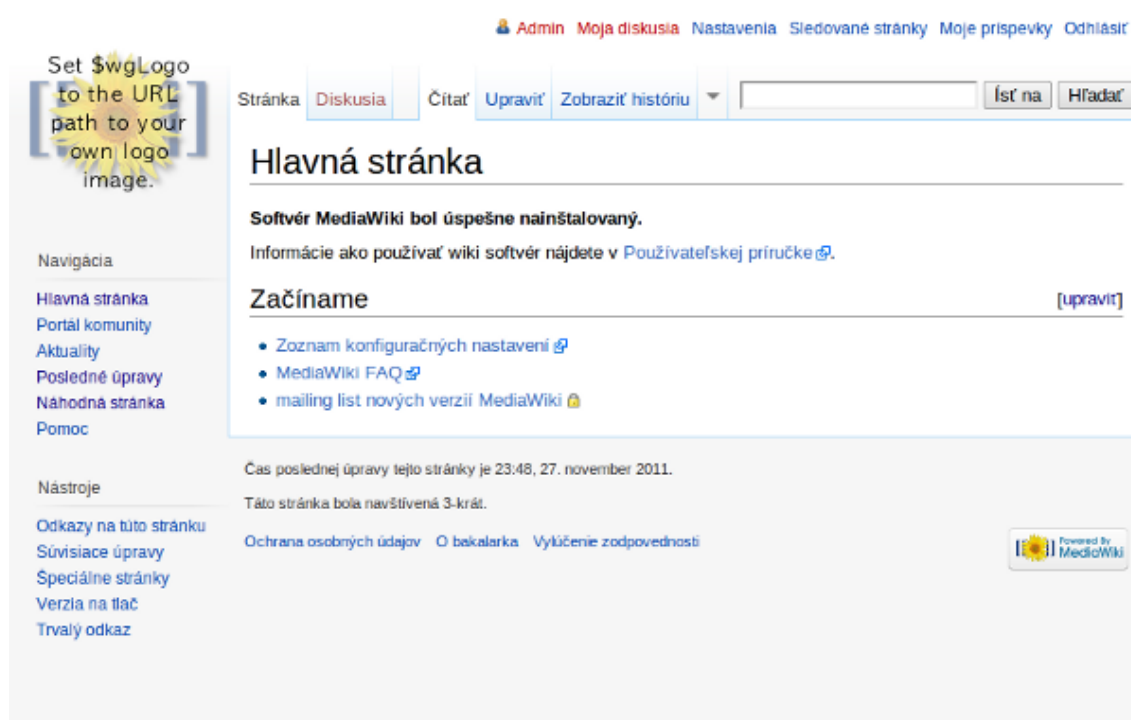 Admin Moja diskusia Nastavenia Sledované stránky Moje príspevky Odhlásiť
Set $wgLogo
to the URL
path to your
own logo
image.
Stránka Diskusia Čítať Upraviť Zobraziť históriu Ísť na Hľadať
Hlavná stránka
Softvér MediaWiki bol úspešne nainštalovaný.
Informácie ako používať wiki softvér nájdete v Používateľskej príručke.
Začíname [upraviť]
Zoznam konfiguračných nastavení
MediaWiki FAQ
mailing list nových verzií MediaWiki
Navigácia
Hlavná stránka
Portál komunity
Aktuality
Posledné úpravy
Náhodná stránka
Pomoc
Nástroje
Odkazy na túto stránku
Súvisiace úpravy
Špeciálne stránky
Verzia na tlač
Trvalý odkaz
Čas poslednej úpravy tejto stránky je 23:48, 27. november 2011.
Táto stránka bola navštívená 3-krát.
Ochrana osobných údajov O bakalarka Vylúčenie zodpovednosti
Powered By
MediaWiki